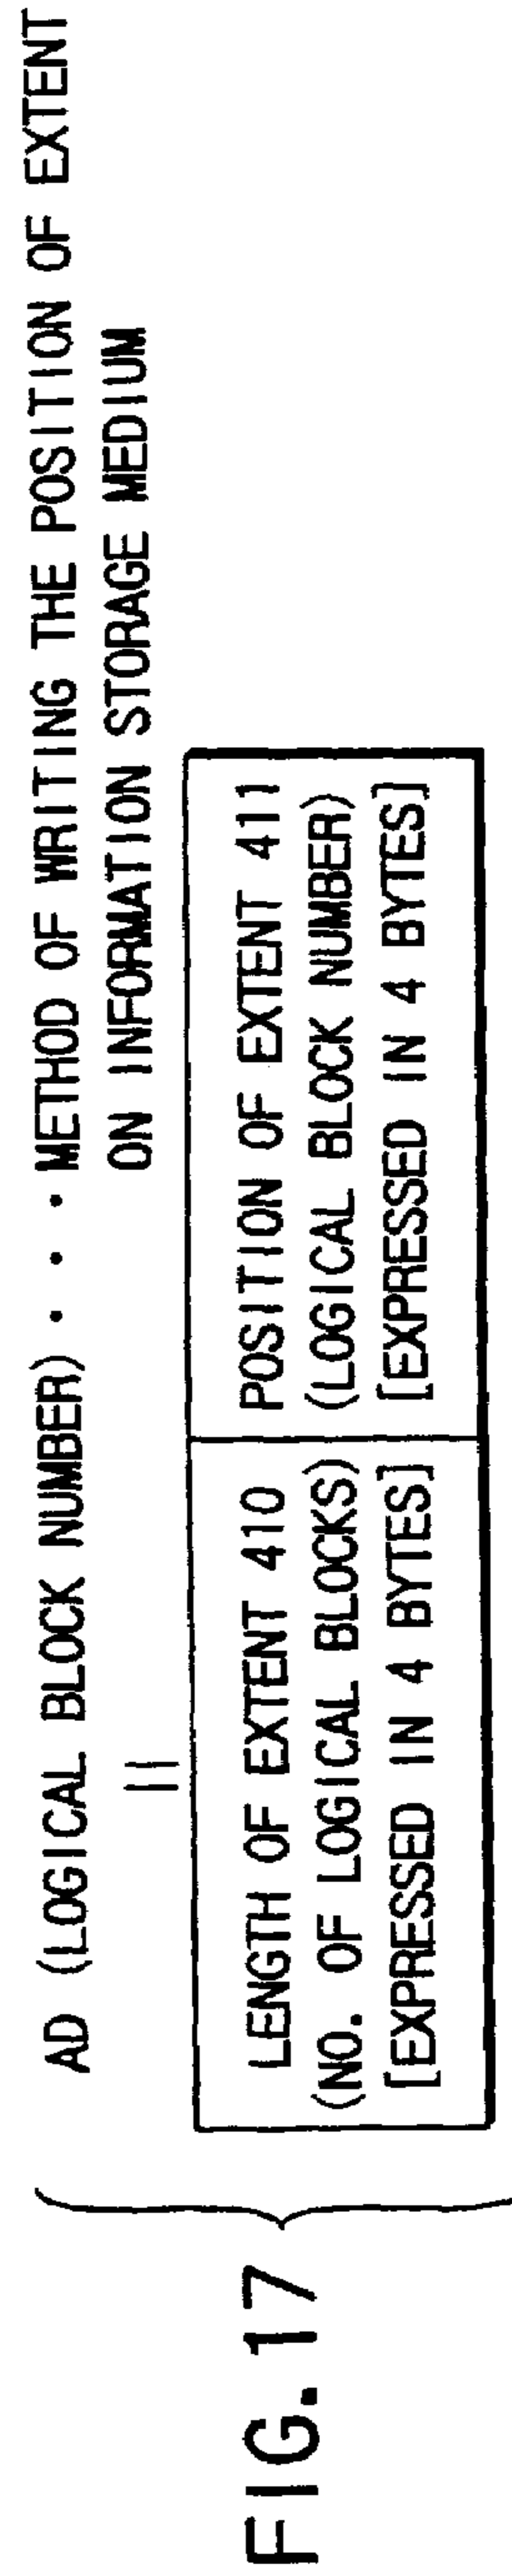 AD (LOGICAL BLOCK NUMBER) · · · METHOD OF WRITING THE POSITION OF EXTENT
ON INFORMATION STORAGE MEDIUM
=
LENGTH OF EXTENT 410
(NO. OF LOGICAL BLOCKS)
[EXPRESSED IN 4 BYTES]
POSITION OF EXTENT 411
(LOGICAL BLOCK NUMBER)
[EXPRESSED IN 4 BYTES]
FIG. 17